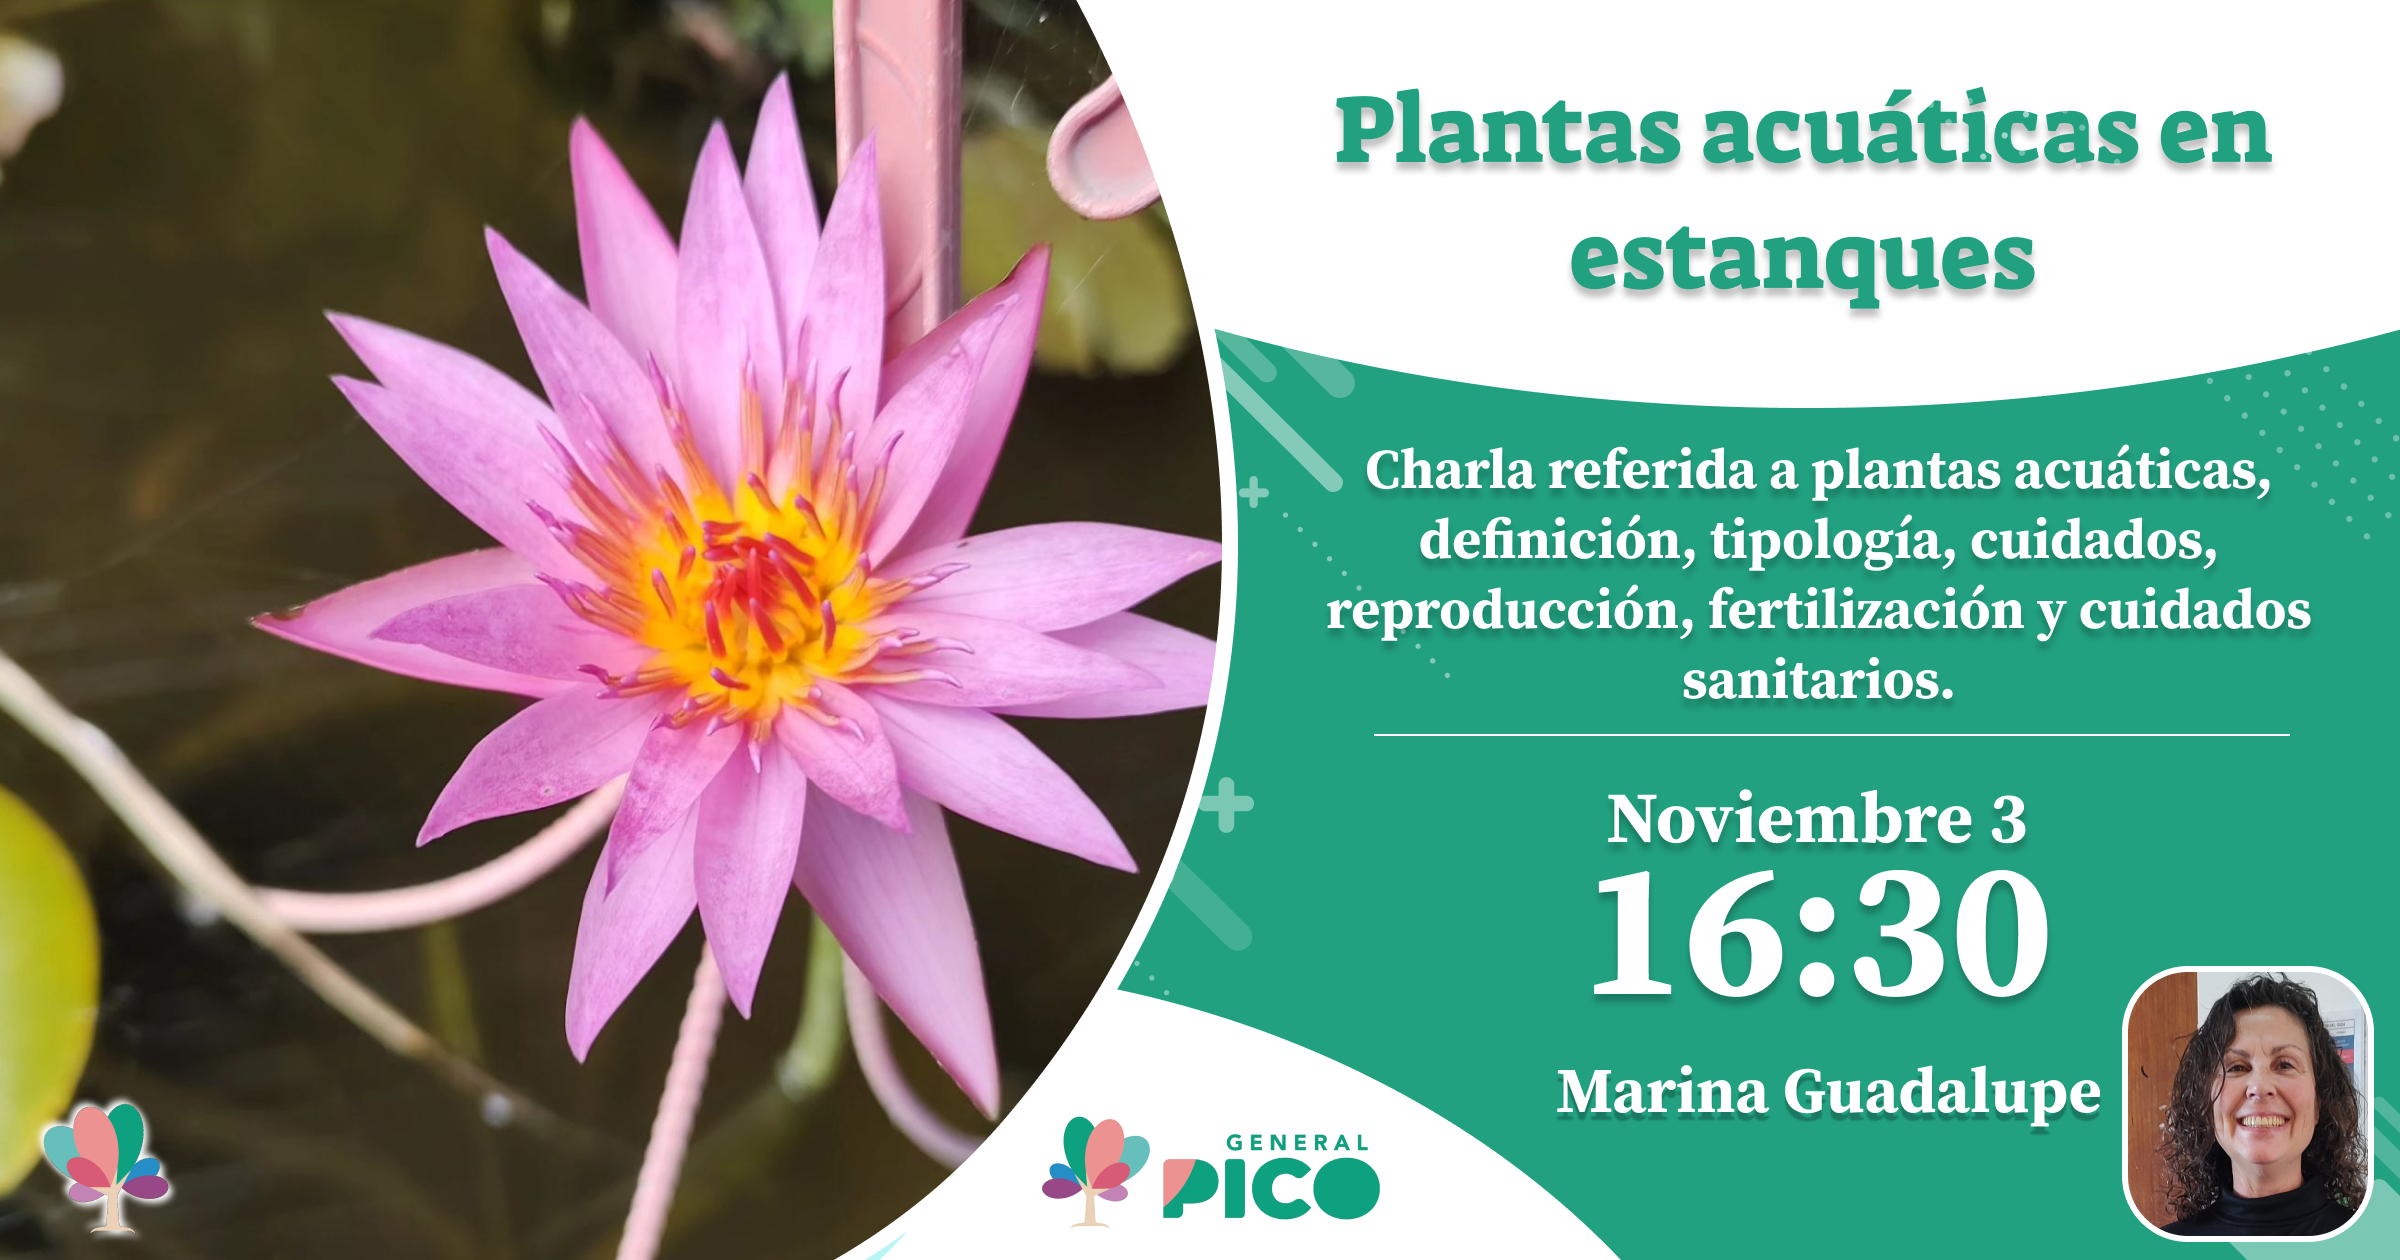 Plantas acuáticas en
estanques
Charla referida a plantas acuáticas,
definición, tipología, cuidados,
reproducción, fertilización y cuidados
sanitarios.
Noviembre 3
16:30
Marina Guadalupe
GENERAL
PICO